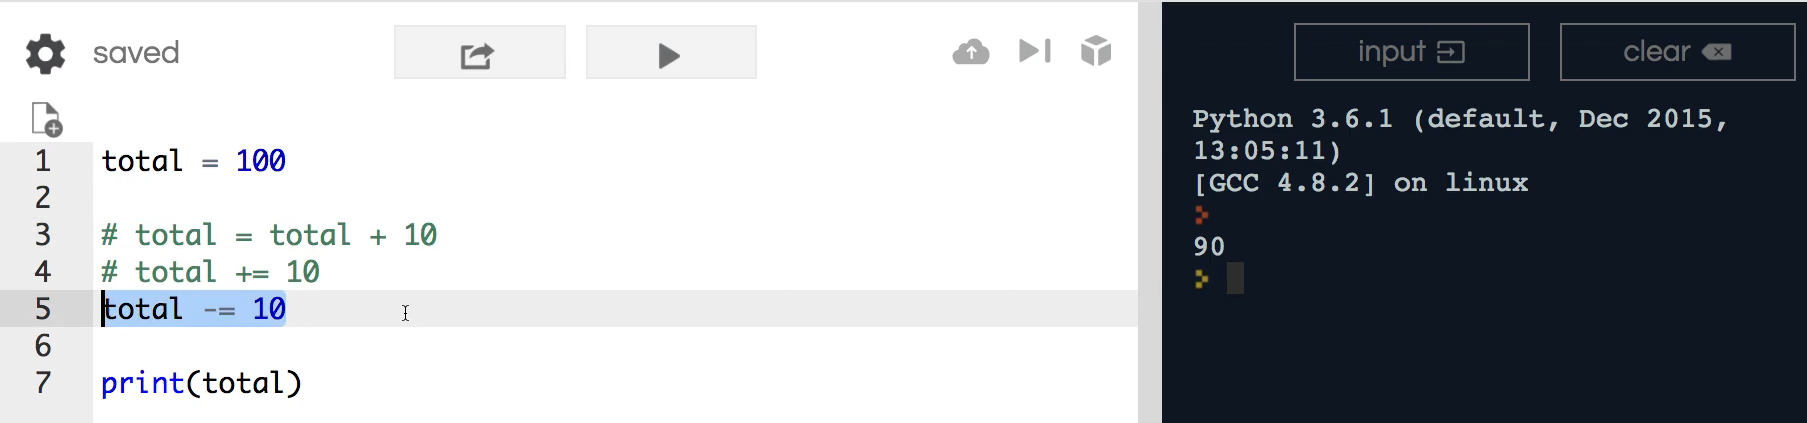 saved
input
clear
1 total = 100
2
3 # total = total + 10
4 # total += 10
5 total -= 10
6
7 print(total)
Python 3.6.1 (default, Dec 2015,
13:05:11)
[GCC 4.8.2] on linux
90